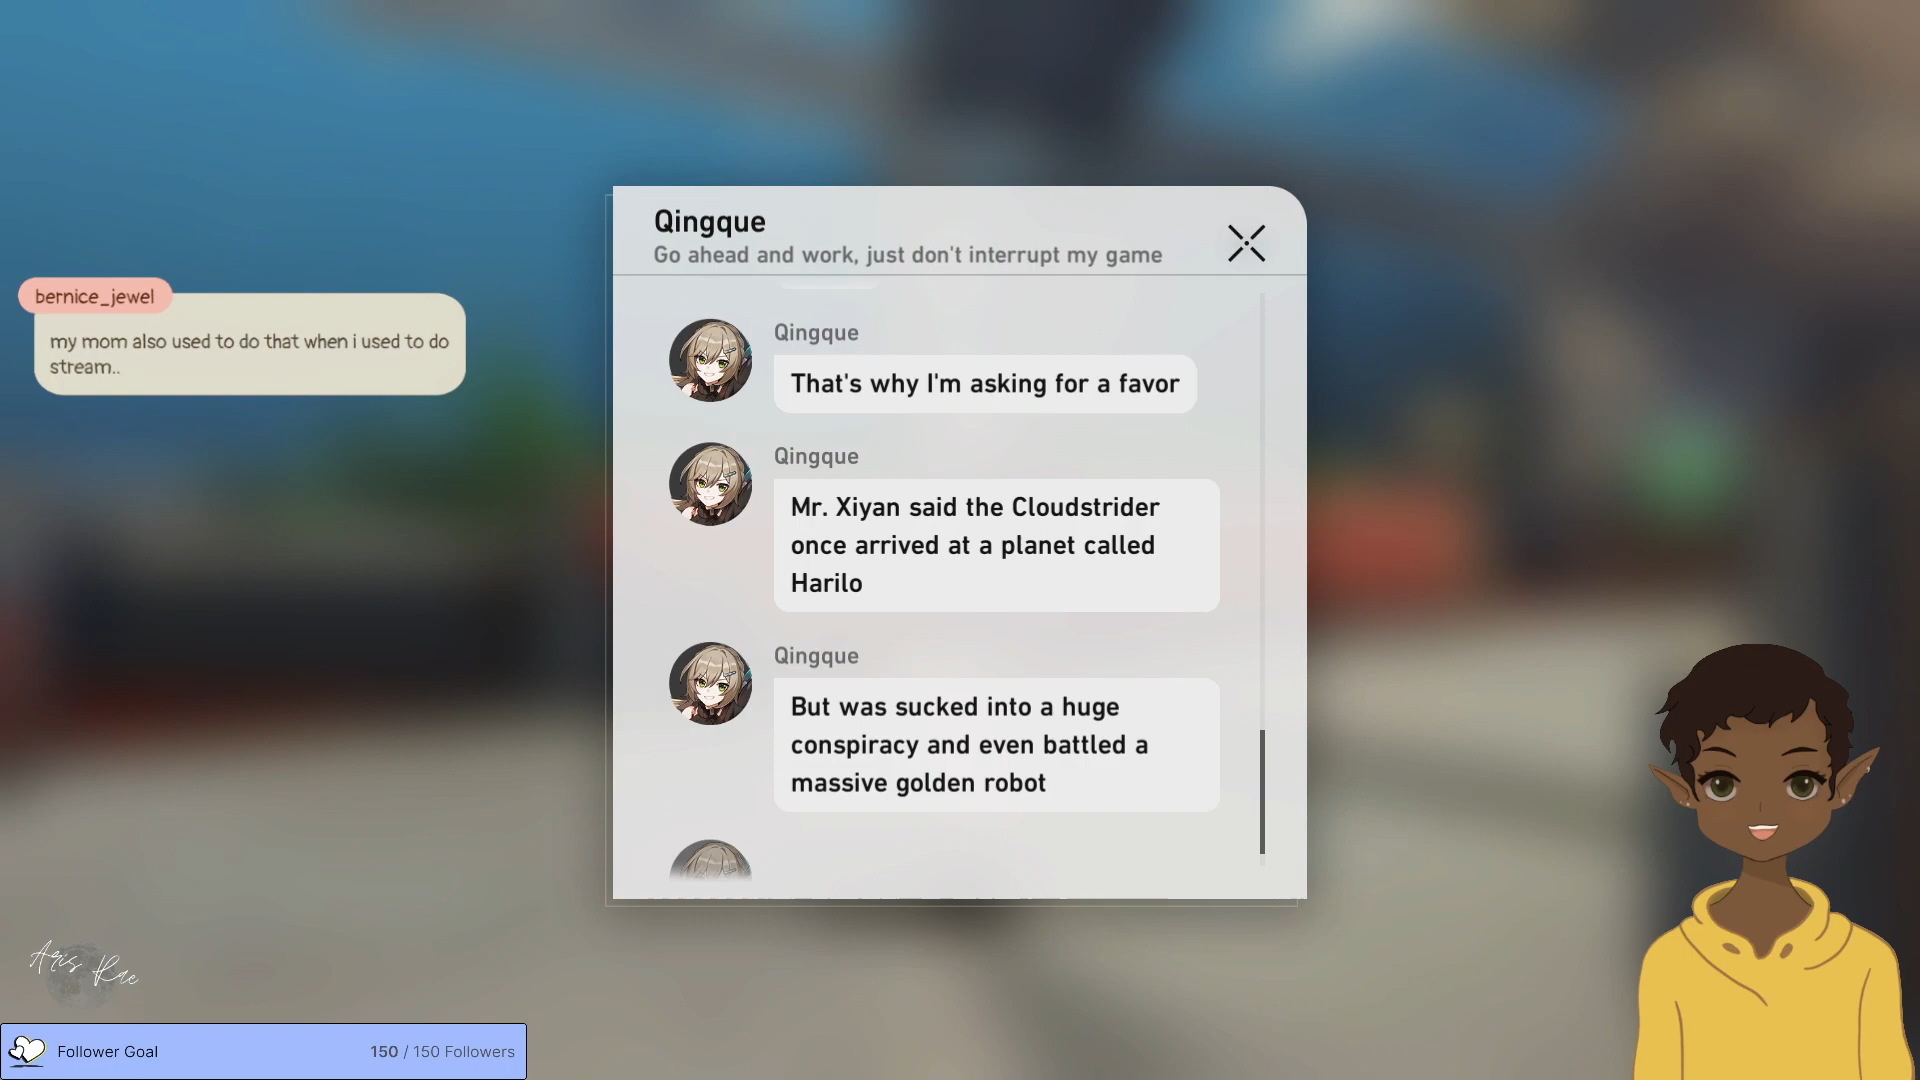 Qingque
Go ahead and work, just don't interrupt my game
bernice_jewel
my mom also used to do that when i used to do
stream..
Qingque
That's why I'm asking for a favor
Qingque
Mr. Xiyan said the Cloudstrider
once arrived at a planet called
Harilo
Qingque
But was sucked into a huge
conspiracy and even battled a
massive golden robot
Aris Rae
Follower Goal
150 / 150 Followers